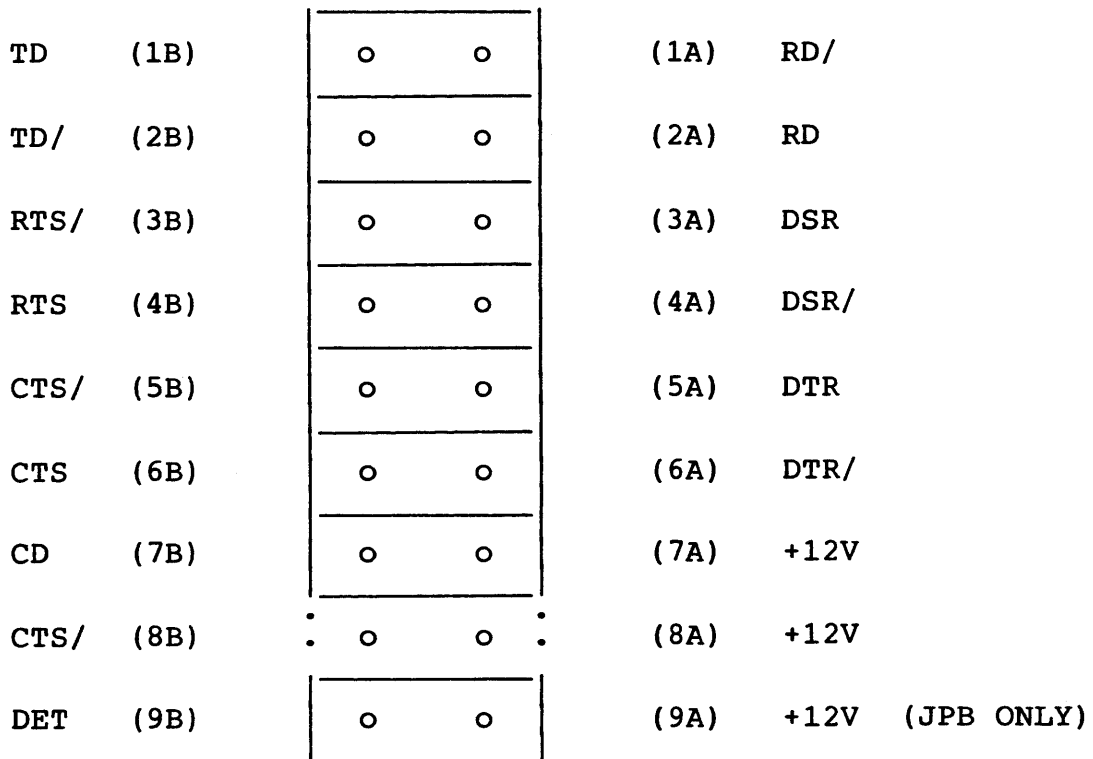 TD (1B) (1A) RD/
TD/ (2B) (2A) RD
RTS/ (3B) (3A) DSR
RTS (4B) (4A) DSR/
CTS/ (5B) (5A) DTR
CTS (6B) (6A) DTR/
CD (7B) (7A) +12V
CTS/ (8B) (8A) +12V
DET (9B) (9A) +12V (JPB ONLY)